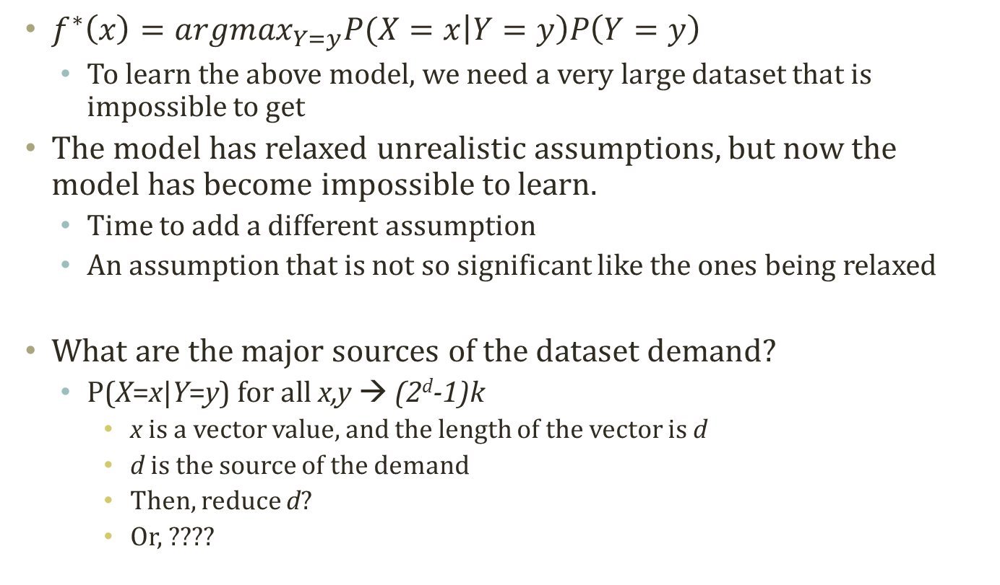 • f*(x) = argmax_{Y=y}P(X = x|Y = y)P(Y = y)
• To learn the above model, we need a very large dataset that is
impossible to get
• The model has relaxed unrealistic assumptions, but now the
model has become impossible to learn.
• Time to add a different assumption
• An assumption that is not so significant like the ones being relaxed
• What are the major sources of the dataset demand?
• P(X=x|Y=y) for all x,y → (2^d-1)k
• x is a vector value, and the length of the vector is d
• d is the source of the demand
• Then, reduce d?
• Or, ????